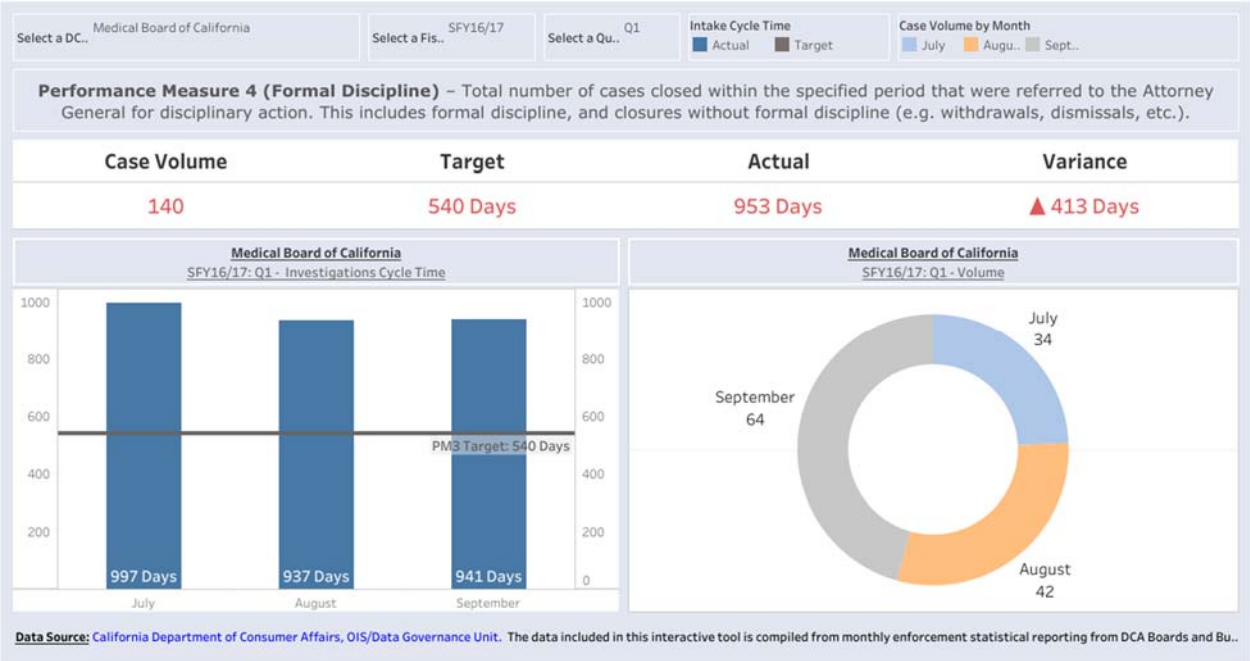 Select a DC.. Medical Board of California
Select a Fis.. SFY16/17
Select a Qu.. Q1
Intake Cycle Time
Actual Target
Case Volume by Month
July Augu.. Sept..
Performance Measure 4 (Formal Discipline) – Total number of cases closed within the specified period that were referred to the Attorney
General for disciplinary action. This includes formal discipline, and closures without formal discipline (e.g. withdrawals, dismissals, etc.).
Case Volume Target Actual Variance
140 540 Days 953 Days ▲ 413 Days
Medical Board of California
SFY16/17: Q1 - Investigations Cycle Time
1000 1000
800 800
600 600
PM3 Target: 540 Days
400 400
200 200
997 Days 937 Days 941 Days 0
July August September
Medical Board of California
SFY16/17: Q1 - Volume
July
34
September
64
August
42
Data Source: California Department of Consumer Affairs, OIS/Data Governance Unit. The data included in this interactive tool is compiled from monthly enforcement statistical reporting from DCA Boards and Bu..